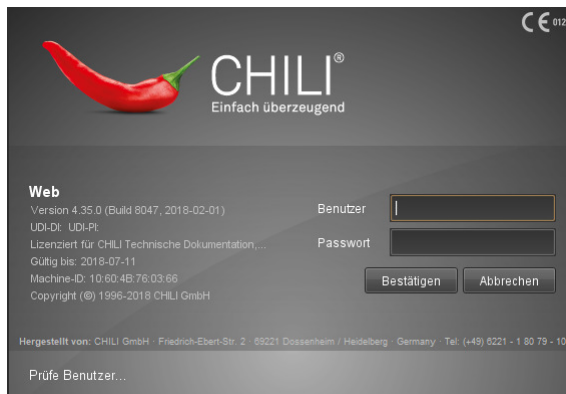 CE 012
CHILI®
Einfach überzeugend
Web
Version 4.35.0 (Build 8047, 2018-02-01)
UDI-DI: UDI-PI:
Lizenziert für CHILI Technische Dokumentation,...
Gültig bis: 2018-07-11
Machine-ID: 10:60:4B:76:03:66
Copyright (©) 1996-2018 CHILI GmbH
Benutzer
Passwort
Bestätigen Abbrechen
Hergestellt von: CHILI GmbH · Friedrich-Ebert-Str. 2 · 69221 Dossenheim / Heidelberg · Germany · Tel: (+49) 6221 - 1 80 79 - 10
Prüfe Benutzer...